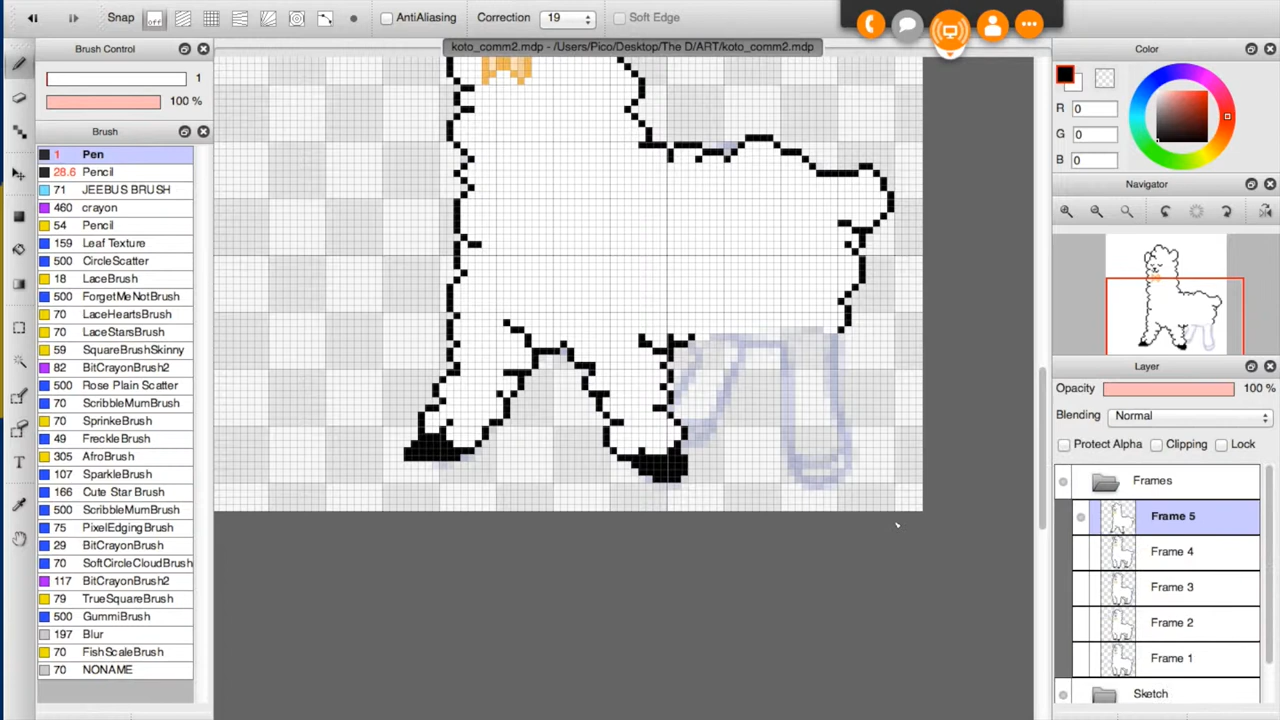 Snap
off
AntiAliasing
Correction
19
Soft Edge
koto_comm2.mdp - /Users/Pico/Desktop/The D/ART/koto_comm2.mdp
Brush Control
1
100 %
Brush
1 Pen
28.6 Pencil
71 JEEBUS BRUSH
460 crayon
54 Pencil
159 Leaf Texture
500 CircleScatter
18 LaceBrush
500 ForgetMeNotBrush
70 LaceHeartsBrush
70 LaceStarsBrush
59 SquareBrushSkinny
82 BitCrayonBrush2
500 Rose Plain Scatter
70 ScribbleMumBrush
70 SprinkeBrush
49 FreckleBrush
305 AfroBrush
107 SparkleBrush
166 Cute Star Brush
500 ScribbleMumBrush
75 PixelEdgingBrush
29 BitCrayonBrush
70 SoftCircleCloudBrush
117 BitCrayonBrush2
79 TrueSquareBrush
500 GummiBrush
197 Blur
70 FishScaleBrush
70 NONAME
Color
R 0
G 0
B 0
Navigator
Layer
Opacity 100 %
Blending Normal
Protect Alpha Clipping Lock
Frames
Frame 5
Frame 4
Frame 3
Frame 2
Frame 1
Sketch